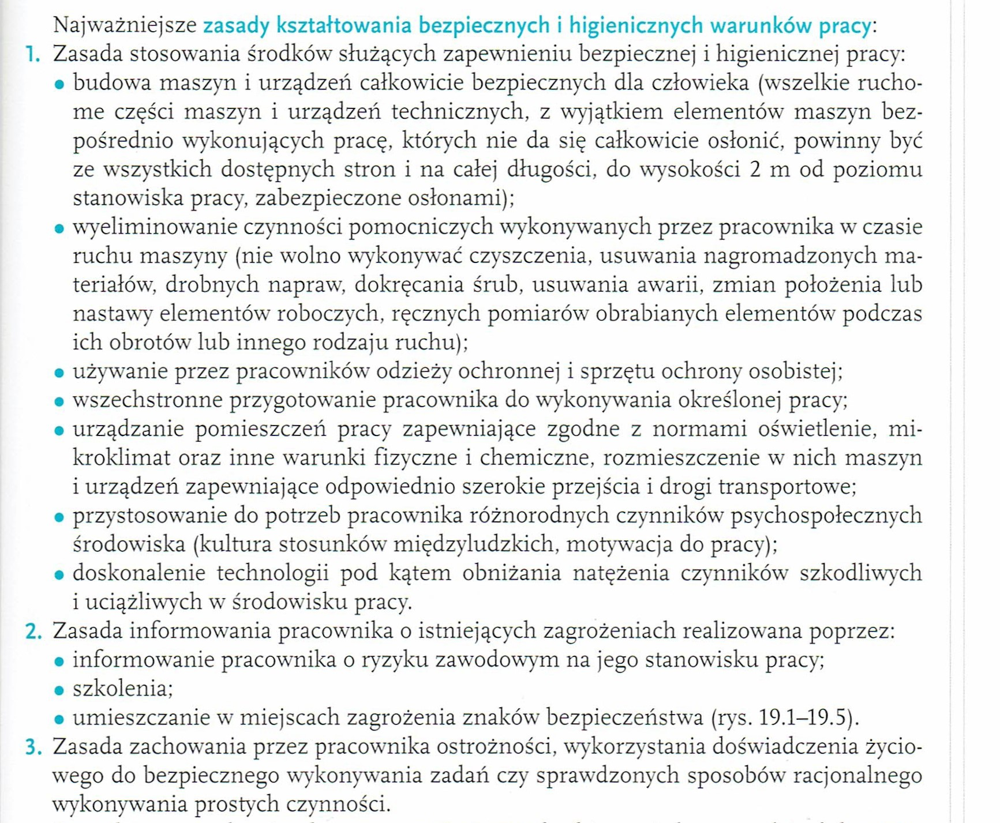 Najważniejsze zasady kształtowania bezpiecznych i higienicznych warunków pracy:
1. Zasada stosowania środków służących zapewnieniu bezpiecznej i higienicznej pracy:
• budowa maszyn i urządzeń całkowicie bezpiecznych dla człowieka (wszelkie rucho-
me części maszyn i urządzeń technicznych, z wyjątkiem elementów maszyn bez-
pośrednio wykonujących pracę, których nie da się całkowicie osłonić, powinny być
ze wszystkich dostępnych stron i na całej długości, do wysokości 2 m od poziomu
stanowiska pracy, zabezpieczone osłonami);
• wyeliminowanie czynności pomocniczych wykonywanych przez pracownika w czasie
ruchu maszyny (nie wolno wykonywać czyszczenia, usuwania nagromadzonych ma-
teriałów, drobnych napraw, dokręcania śrub, usuwania awarii, zmian położenia lub
nastawy elementów roboczych, ręcznych pomiarów obrabianych elementów podczas
ich obrotów lub innego rodzaju ruchu);
• używanie przez pracowników odzieży ochronnej i sprzętu ochrony osobistej;
• wszechstronne przygotowanie pracownika do wykonywania określonej pracy;
• urządzanie pomieszczeń pracy zapewniające zgodne z normami oświetlenie, mi-
kroklimat oraz inne warunki fizyczne i chemiczne, rozmieszczenie w nich maszyn
i urządzeń zapewniające odpowiednio szerokie przejścia i drogi transportowe;
• przystosowanie do potrzeb pracownika różnorodnych czynników psychospołecznych
środowiska (kultura stosunków międzyludzkich, motywacja do pracy);
• doskonalenie technologii pod kątem obniżania natężenia czynników szkodliwych
i uciążliwych w środowisku pracy.
2. Zasada informowania pracownika o istniejących zagrożeniach realizowana poprzez:
• informowanie pracownika o ryzyku zawodowym na jego stanowisku pracy;
• szkolenia;
• umieszczanie w miejscach zagrożenia znaków bezpieczeństwa (rys. 19.1–19.5).
3. Zasada zachowania przez pracownika ostrożności, wykorzystania doświadczenia życio-
wego do bezpiecznego wykonywania zadań czy sprawdzonych sposobów racjonalnego
wykonywania prostych czynności.